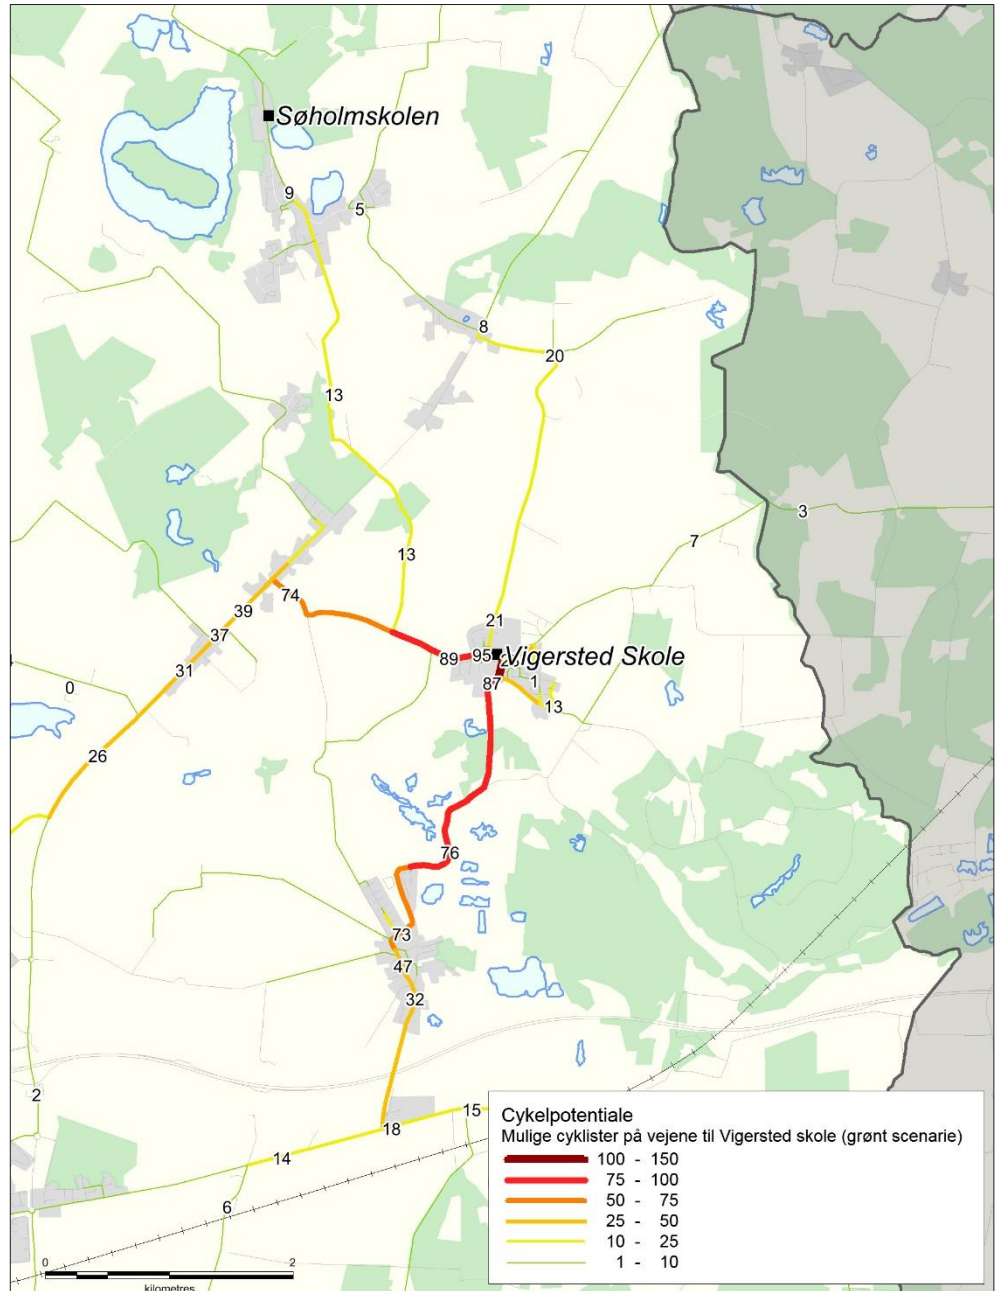 Søholmskolen
9
5
8
20
13
3
7
13
74
39
21
37
95
Vigersted Skole
89
31
2
87
1
0
13
26
76
73
47
32
2
15
18
14
6
Cykelpotentiale
Mulige cyklister på vejene til Vigersted skole (grønt scenarie)
100 - 150
75 - 100
50 - 75
25 - 50
10 - 25
1 - 10
0 2
kilometres